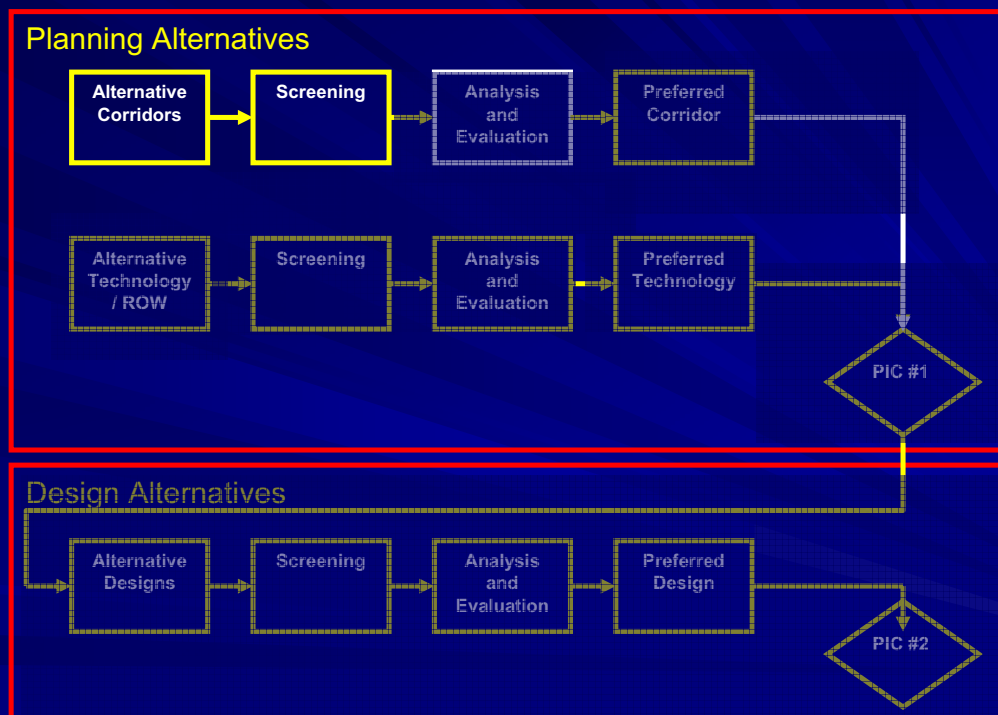 Planning Alternatives
Alternative
Corridors
Screening
Analysis
and
Evaluation
Preferred
Corridor
Alternative
Technology
/ ROW
Screening
Analysis
and
Evaluation
Preferred
Technology
PIC #1
Design Alternatives
Alternative
Designs
Screening
Analysis
and
Evaluation
Preferred
Design
PIC #2